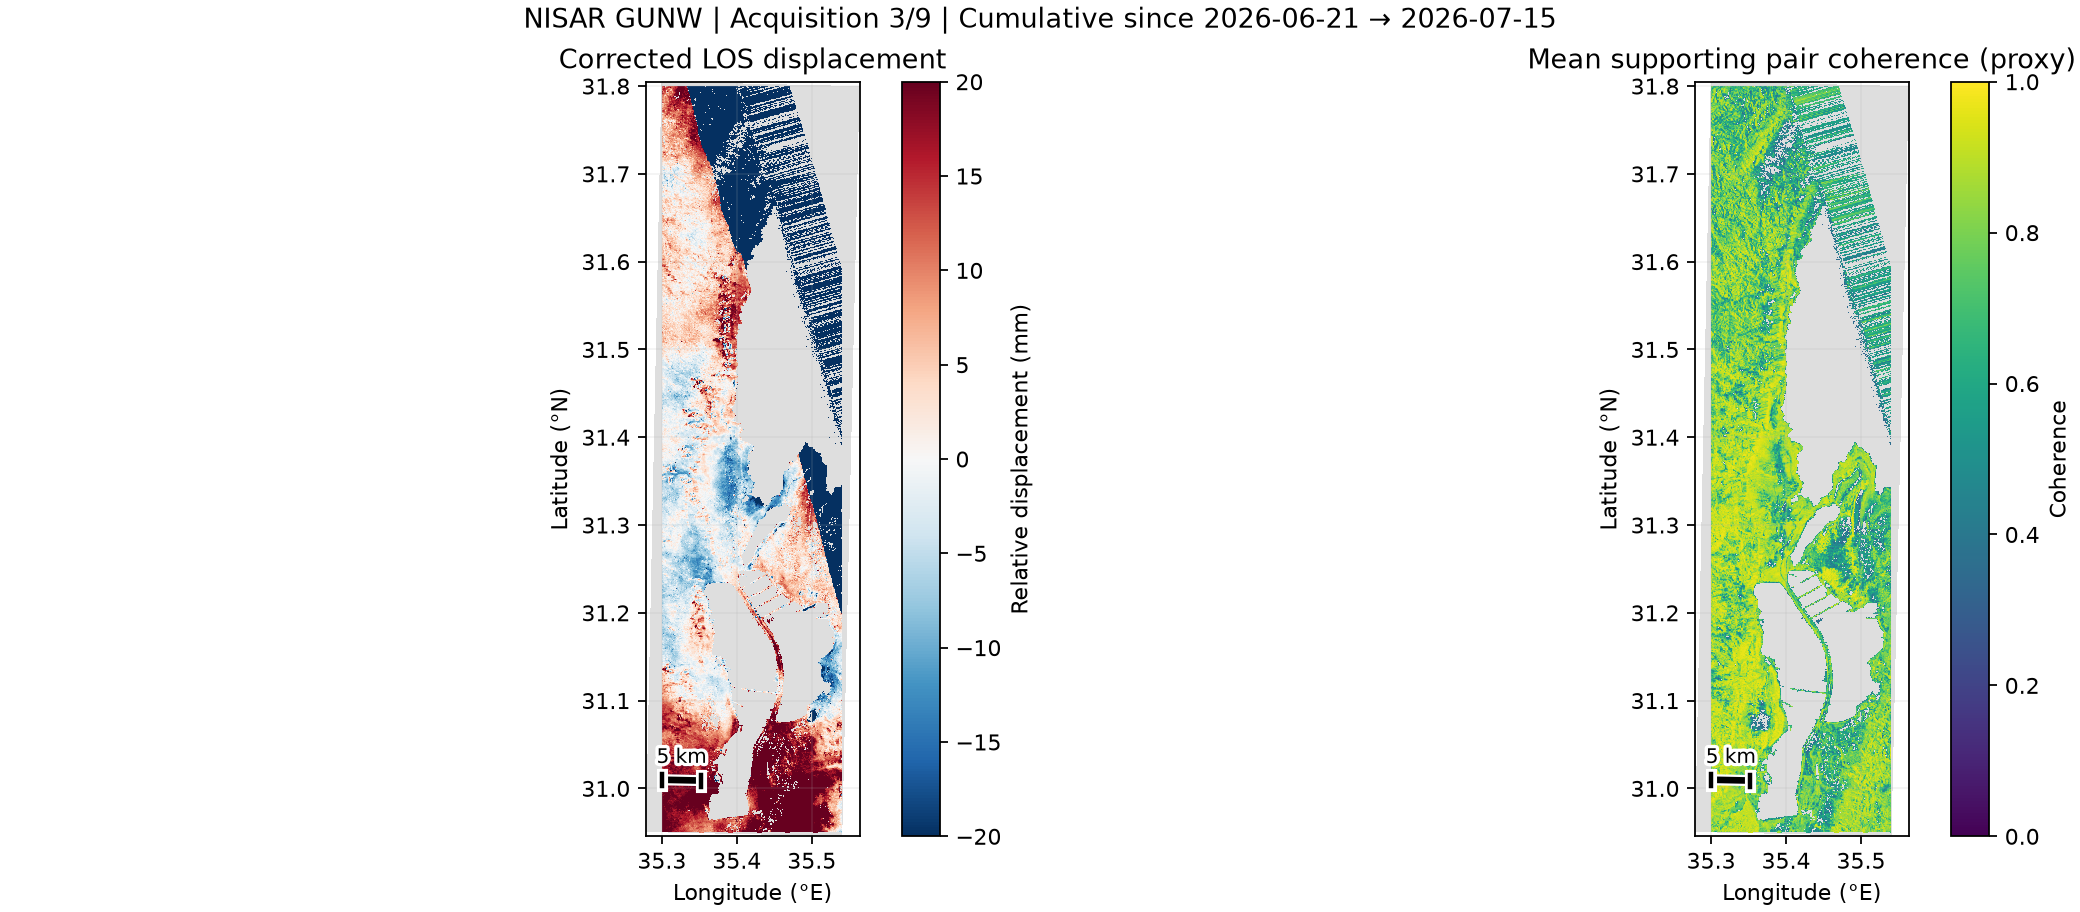 NISAR GUNW | Acquisition 3/9 | Cumulative since 2026-06-21 → 2026-07-15
Corrected LOS displacement
31.8
31.7
31.6
31.5
31.4
31.3
31.2
31.1
31.0
Latitude (°N)
5 km
35.3 35.4 35.5
Longitude (°E)
20
15
10
5
0
−5
−10
−15
−20
Relative displacement (mm)
Mean supporting pair coherence (proxy)
31.8
31.7
31.6
31.5
31.4
31.3
31.2
31.1
31.0
Latitude (°N)
5 km
35.3 35.4 35.5
Longitude (°E)
1.0
0.8
0.6
0.4
0.2
0.0
Coherence